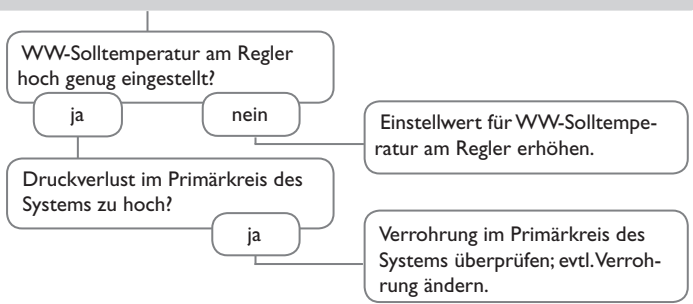 WW-Solltemperatur am Regler
hoch genug eingestellt?
ja
nein
Einstellwert für WW-Solltempe-
ratur am Regler erhöhen.
Druckverlust im Primärkreis des
Systems zu hoch?
ja
Verrohrung im Primärkreis des
Systems überprüfen; evtl. Verroh-
rung ändern.